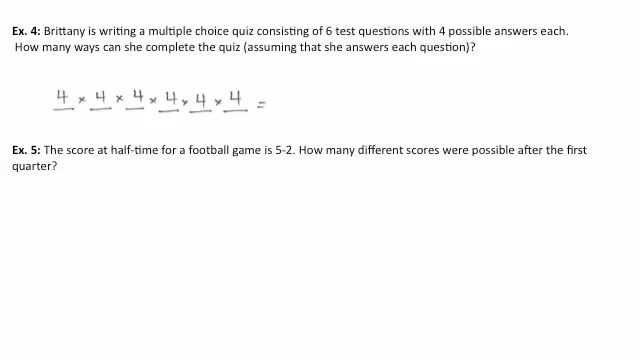 Ex. 4: Brittany is writing a multiple choice quiz consisting of 6 test questions with 4 possible answers each.
How many ways can she complete the quiz (assuming that she answers each question)?
4 × 4 × 4 × 4 × 4 × 4 =
Ex. 5: The score at half-time for a football game is 5-2. How many different scores were possible after the first
quarter?